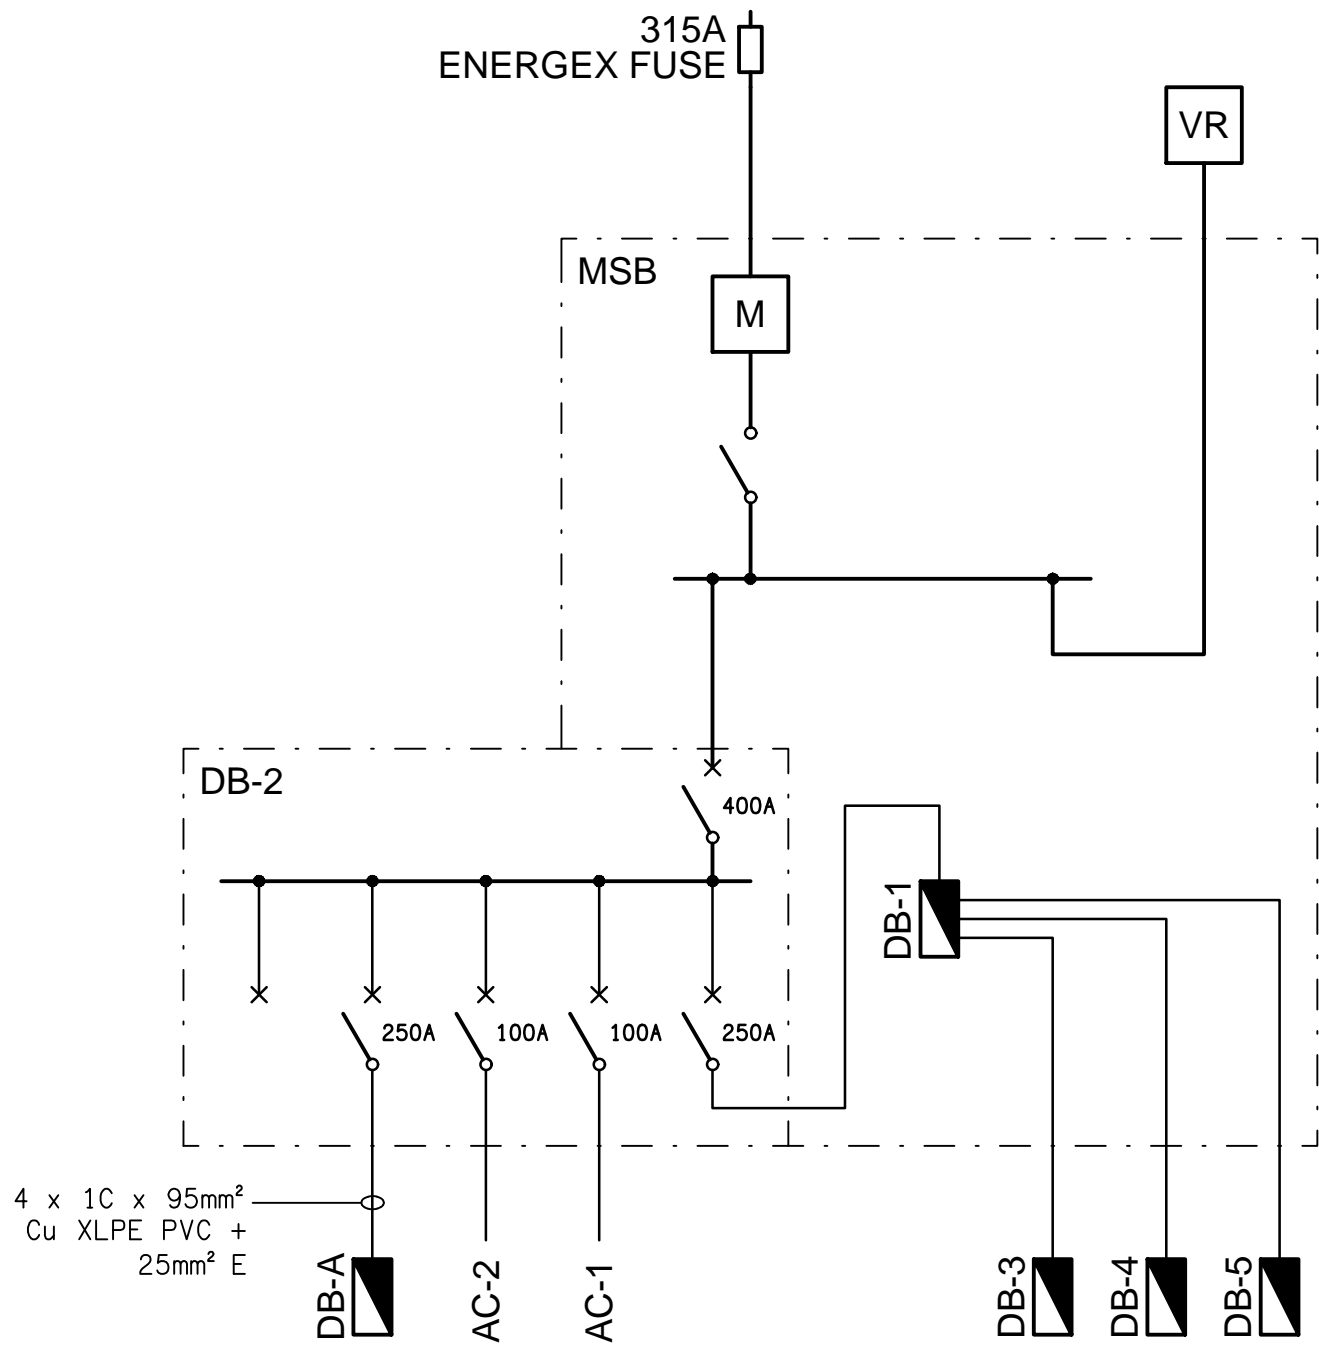 315A
ENERGEX FUSE
VR
MSB
M
DB-2
400A
DB-1
250A
100A
100A
250A
4 x 1C x 95mm²
Cu XLPE PVC +
25mm² E
DB-A
AC-2
AC-1
DB-3
DB-4
DB-5